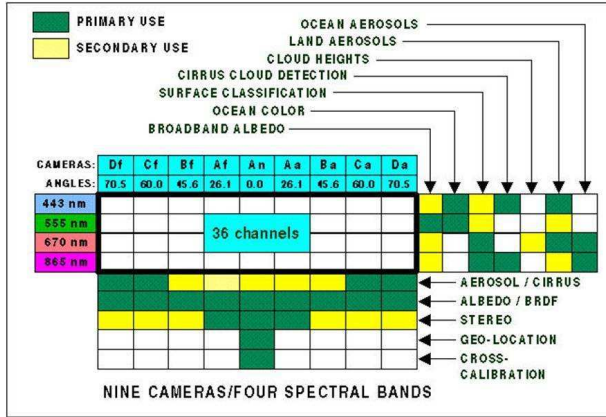 PRIMARY USE
SECONDARY USE
OCEAN AEROSOLS
LAND AEROSOLS
CLOUD HEIGHTS
CIRRUS CLOUD DETECTION
SURFACE CLASSIFICATION
OCEAN COLOR
BROADBAND ALBEDO
CAMERAS: Df Cf Bf Af An Aa Ba Ca Da
ANGLES: 70.5 60.0 45.6 26.1 0.0 26.1 45.6 60.0 70.5
443 nm
555 nm
670 nm
865 nm
36 channels
AEROSOL / CIRRUS
ALBEDO / BRDF
STEREO
GEO-LOCATION
CROSS-
CALIBRATION
NINE CAMERAS/FOUR SPECTRAL BANDS